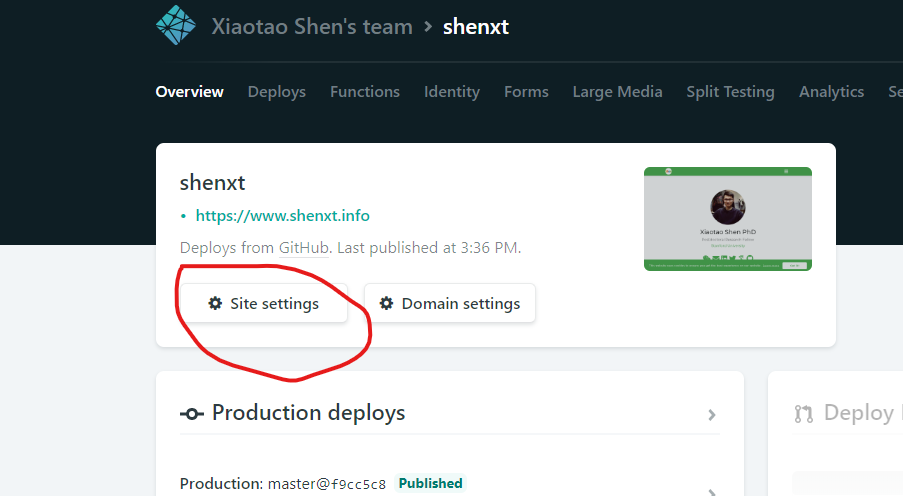 Xiaotao Shen's team > shenxt
Overview Deploys Functions Identity Forms Large Media Split Testing Analytics Se
shenxt
• https://www.shenxt.info
Deploys from GitHub. Last published at 3:36 PM.
Xiaotao Shen PhD
Site settings Domain settings
Production deploys
Deploy
Production: master@f9cc5c8 Published